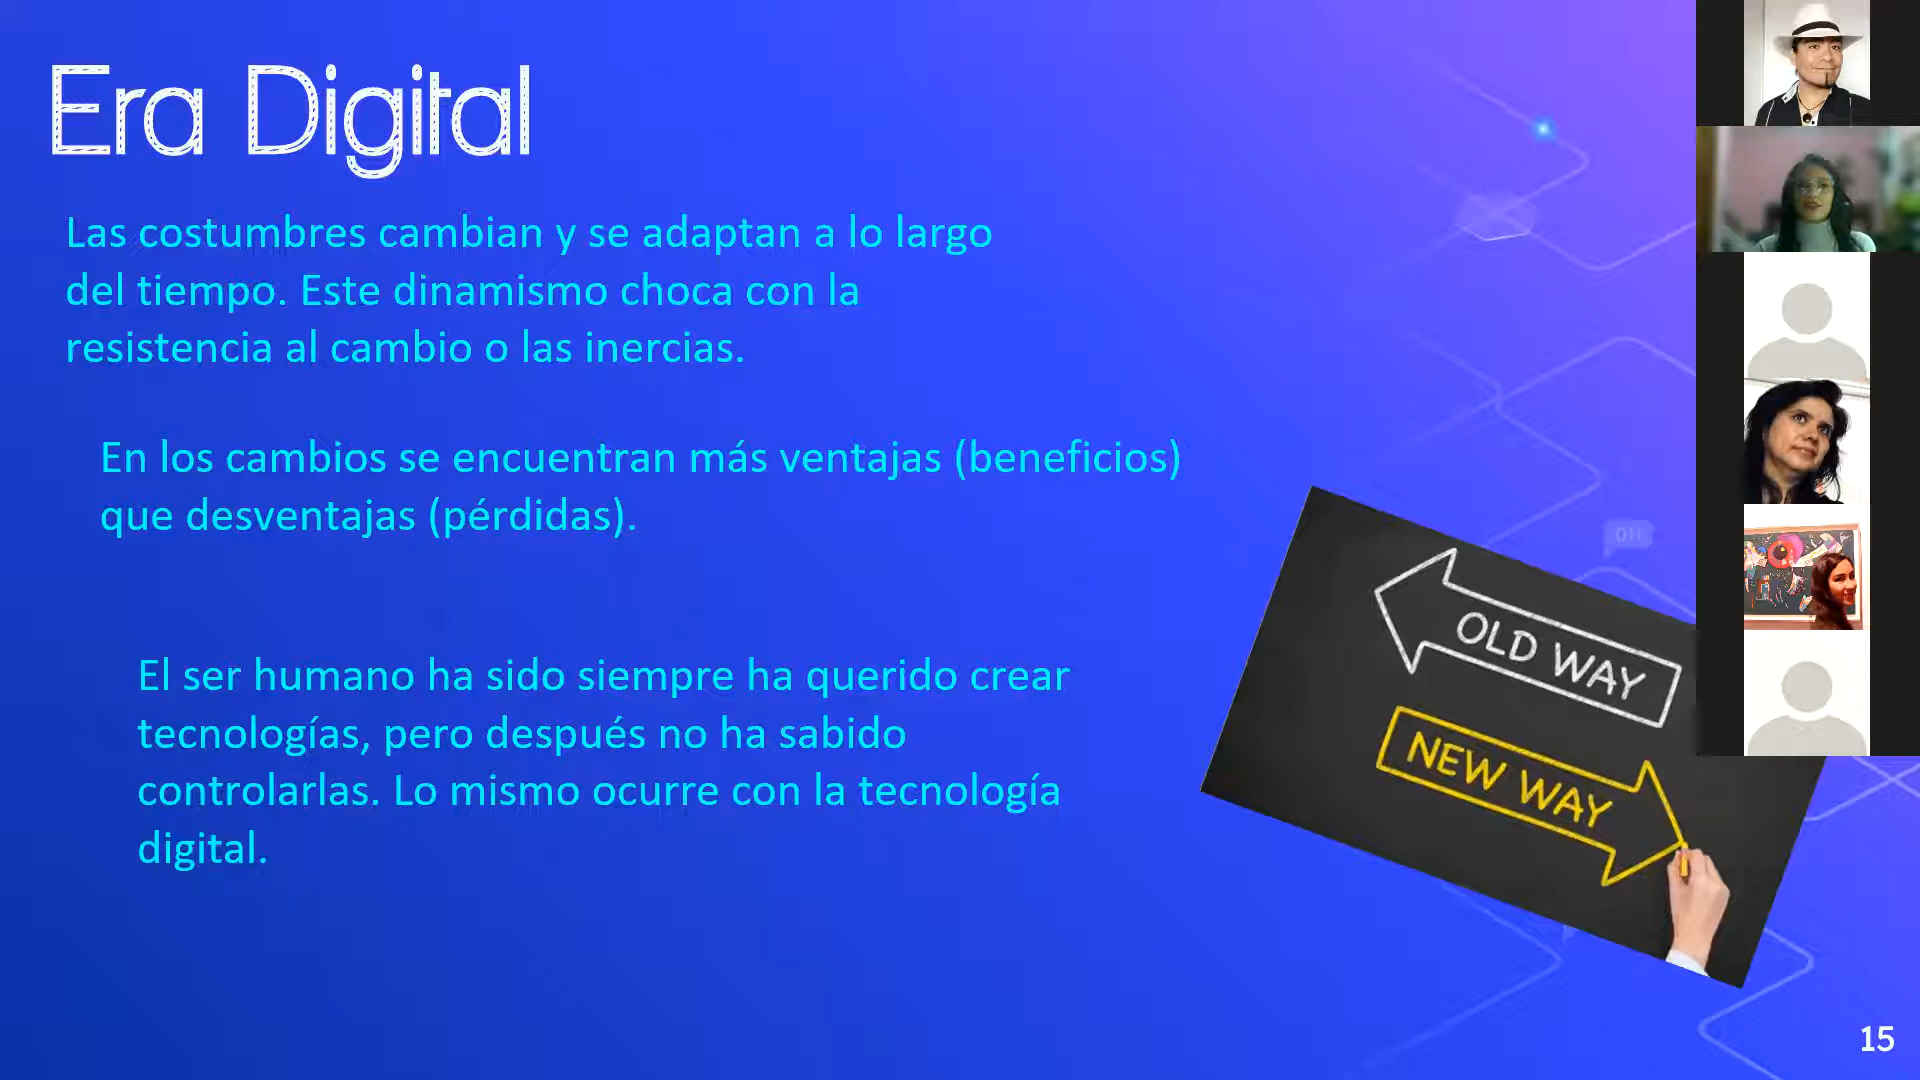 Era Digital
Las costumbres cambian y se adaptan a lo largo
del tiempo. Este dinamismo choca con la
resistencia al cambio o las inercias.
En los cambios se encuentran más ventajas (beneficios)
que desventajas (pérdidas).
El ser humano ha sido siempre ha querido crear
tecnologías, pero después no ha sabido
controlarlas. Lo mismo ocurre con la tecnología
digital.
011
OLD WAY
NEW WAY
15